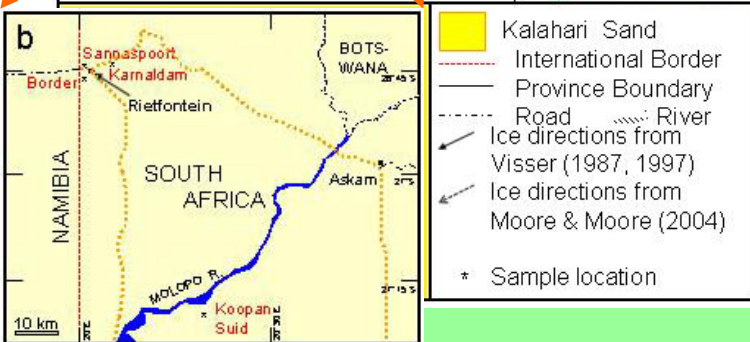 b
Sannaspoort
Karnaldam
Border
Rietfontein
BOTS-
WANA
NAMIBIA
SOUTH
AFRICA
Askam
MOLOPO R.
Koopan
Suid
10 km
Kalahari Sand
International Border
Province Boundary
Road
River
Ice directions from
Visser (1987, 1997)
Ice directions from
Moore & Moore (2004)
* Sample location